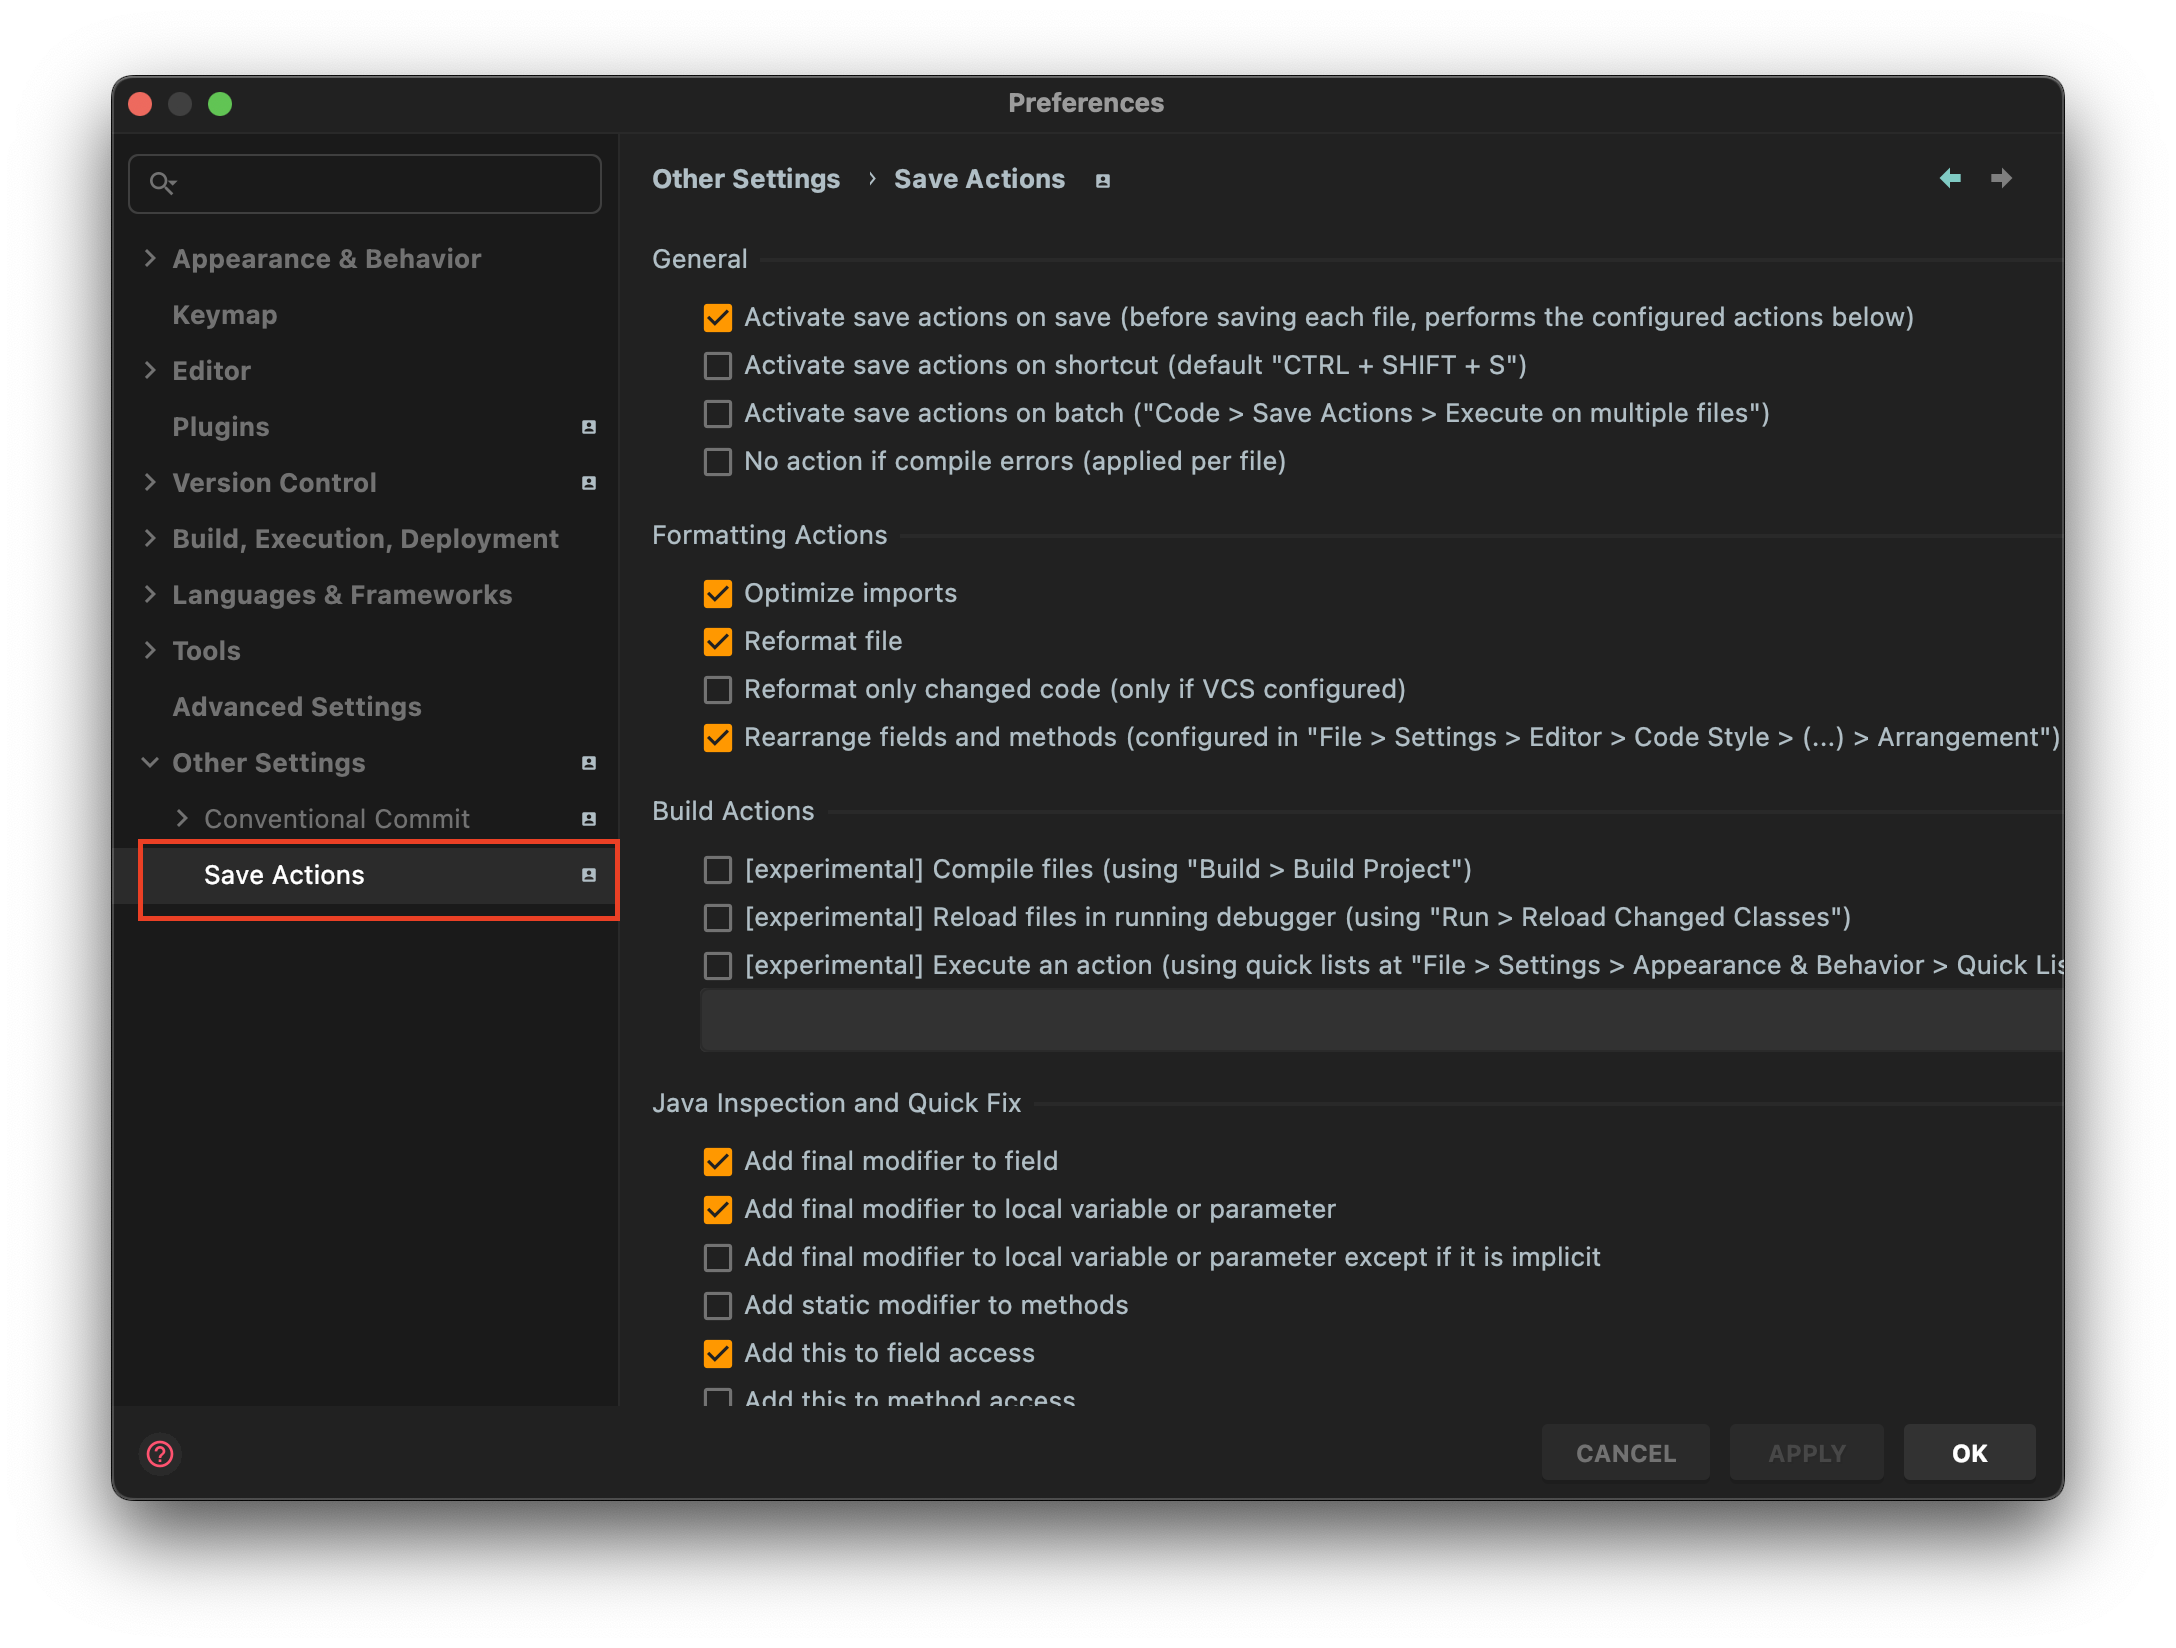 Preferences
Appearance & Behavior
Keymap
Editor
Plugins
Version Control
Build, Execution, Deployment
Languages & Frameworks
Tools
Advanced Settings
Other Settings
Conventional Commit
Save Actions
Other Settings › Save Actions
General
Activate save actions on save (before saving each file, performs the configured actions below)
Activate save actions on shortcut (default "CTRL + SHIFT + S")
Activate save actions on batch ("Code > Save Actions > Execute on multiple files")
No action if compile errors (applied per file)
Formatting Actions
Optimize imports
Reformat file
Reformat only changed code (only if VCS configured)
Rearrange fields and methods (configured in "File > Settings > Editor > Code Style > (...) > Arrangement")
Build Actions
[experimental] Compile files (using "Build > Build Project")
[experimental] Reload files in running debugger (using "Run > Reload Changed Classes")
[experimental] Execute an action (using quick lists at "File > Settings > Appearance & Behavior > Quick Lis
Java Inspection and Quick Fix
Add final modifier to field
Add final modifier to local variable or parameter
Add final modifier to local variable or parameter except if it is implicit
Add static modifier to methods
Add this to field access
Add this to method access
?
CANCEL
APPLY
OK